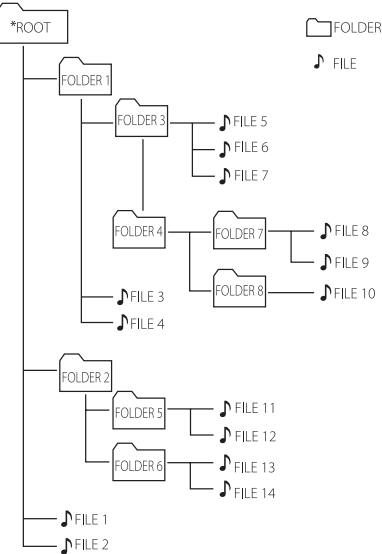 *ROOT
FOLDER
FILE
FOLDER 1
FOLDER 3
FILE 5
FILE 6
FILE 7
FOLDER 4
FOLDER 7
FILE 8
FILE 9
FOLDER 8
FILE 10
FILE 3
FILE 4
FOLDER 2
FOLDER 5
FILE 11
FILE 12
FOLDER 6
FILE 13
FILE 14
FILE 1
FILE 2